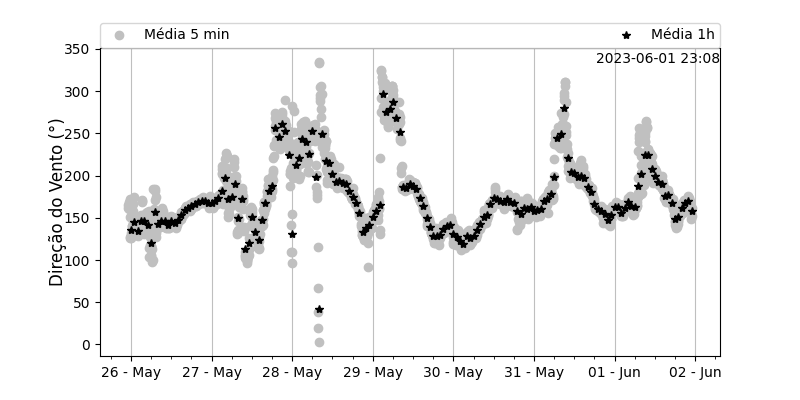 Média 5 min
Média 1h
2023-06-01 23:08
Direção do Vento (°)
350
300
250
200
150
100
50
0
26 - May
27 - May
28 - May
29 - May
30 - May
31 - May
01 - Jun
02 - Jun